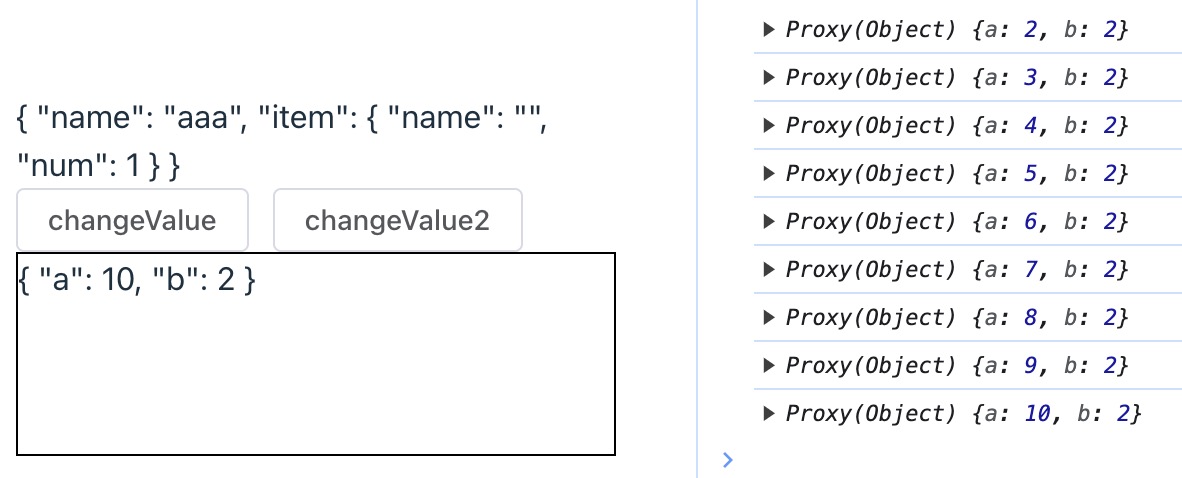 { "name": "aaa", "item": { "name": "",
"num": 1 } }
changeValue
changeValue2
{ "a": 10, "b": 2 }
▶ Proxy(Object) {a: 2, b: 2}
▶ Proxy(Object) {a: 3, b: 2}
▶ Proxy(Object) {a: 4, b: 2}
▶ Proxy(Object) {a: 5, b: 2}
▶ Proxy(Object) {a: 6, b: 2}
▶ Proxy(Object) {a: 7, b: 2}
▶ Proxy(Object) {a: 8, b: 2}
▶ Proxy(Object) {a: 9, b: 2}
▶ Proxy(Object) {a: 10, b: 2}